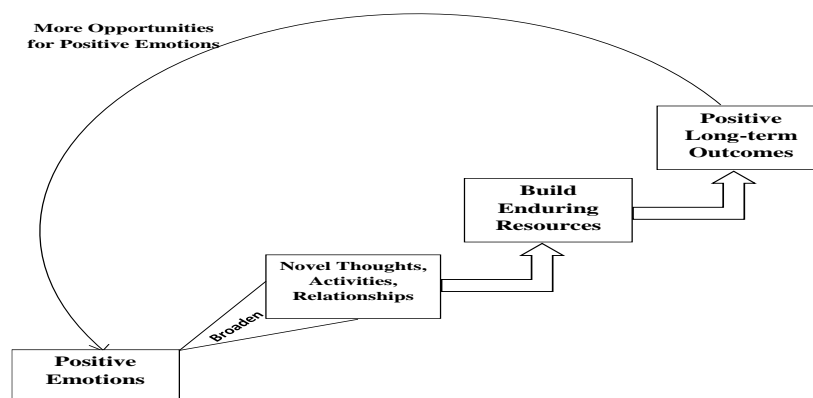 More Opportunities
for Positive Emotions
Positive
Long-term
Outcomes
Build
Enduring
Resources
Novel Thoughts,
Activities,
Relationships
Broaden
Positive
Emotions